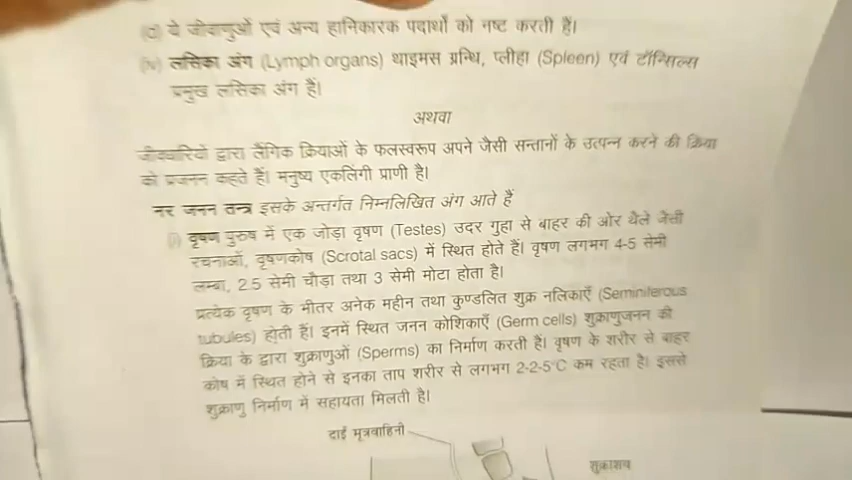 ये जीवाणुओं एवं अन्य हानिकारक पदार्थों को नष्ट करती हैं।
(iv) लसिका अंग (Lymph organs) थाइमस ग्रन्थि, प्लीहा (Spleen) एवं टॉन्सिल्स
प्रमुख लसिका अंग हैं।
अथवा
जीवधारियों द्वारा लैंगिक क्रियाओं के फलस्वरूप अपने जैसी सन्तानों के उत्पन्न करने की क्रिया
को प्रजनन कहते हैं। मनुष्य एकलिंगी प्राणी है।
नर जनन तन्त्र इसके अन्तर्गत निम्नलिखित अंग आते हैं
(i) वृषण पुरुष में एक जोड़ा वृषण (Testes) उदर गुहा से बाहर की ओर थैले जैसी
रचनाओं, वृषणकोष (Scrotal sacs) में स्थित होते हैं। वृषण लगभग 4-5 सेमी
लम्बा, 2.5 सेमी चौड़ा तथा 3 सेमी मोटा होता है।
प्रत्येक वृषण के भीतर अनेक महीन तथा कुण्डलित शुक्र नलिकाएँ (Seminiferous
tubules) होती हैं। इनमें स्थित जनन कोशिकाएँ (Germ cells) शुक्राणुजनन की
क्रिया के द्वारा शुक्राणुओं (Sperms) का निर्माण करती हैं। वृषण के शरीर से बाहर
कोष में स्थित होने से इनका ताप शरीर से लगभग 2-2-5°C कम रहता है। इससे
शुक्राणु निर्माण में सहायता मिलती है।
दाईं मूत्रवाहिनी
शुक्राशय